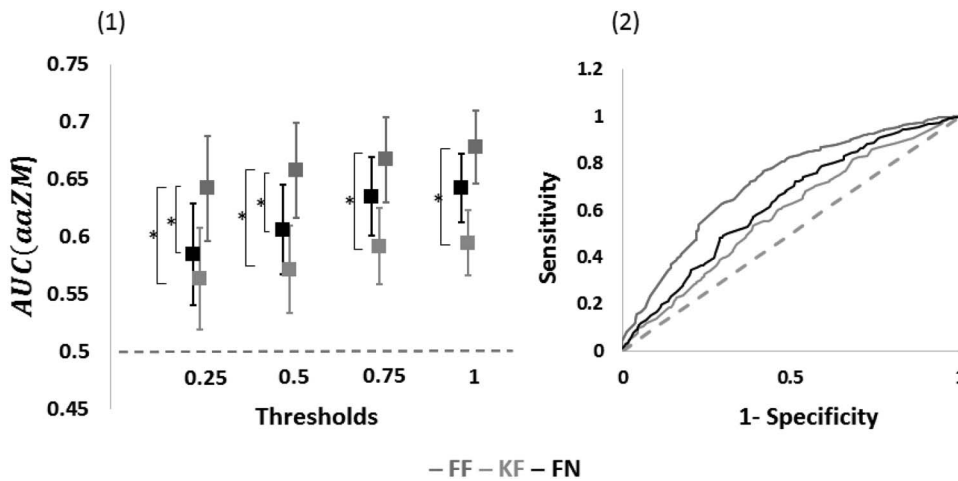 (1)
AUC(aaZM)
0.75
0.7
0.65
0.6
0.55
0.5
0.45
* * * * * *
0.25 0.5 0.75 1
Thresholds
(2)
Sensitivity
1.2
1
0.8
0.6
0.4
0.2
0
0 0.5 1
1- Specificity
FF KF FN